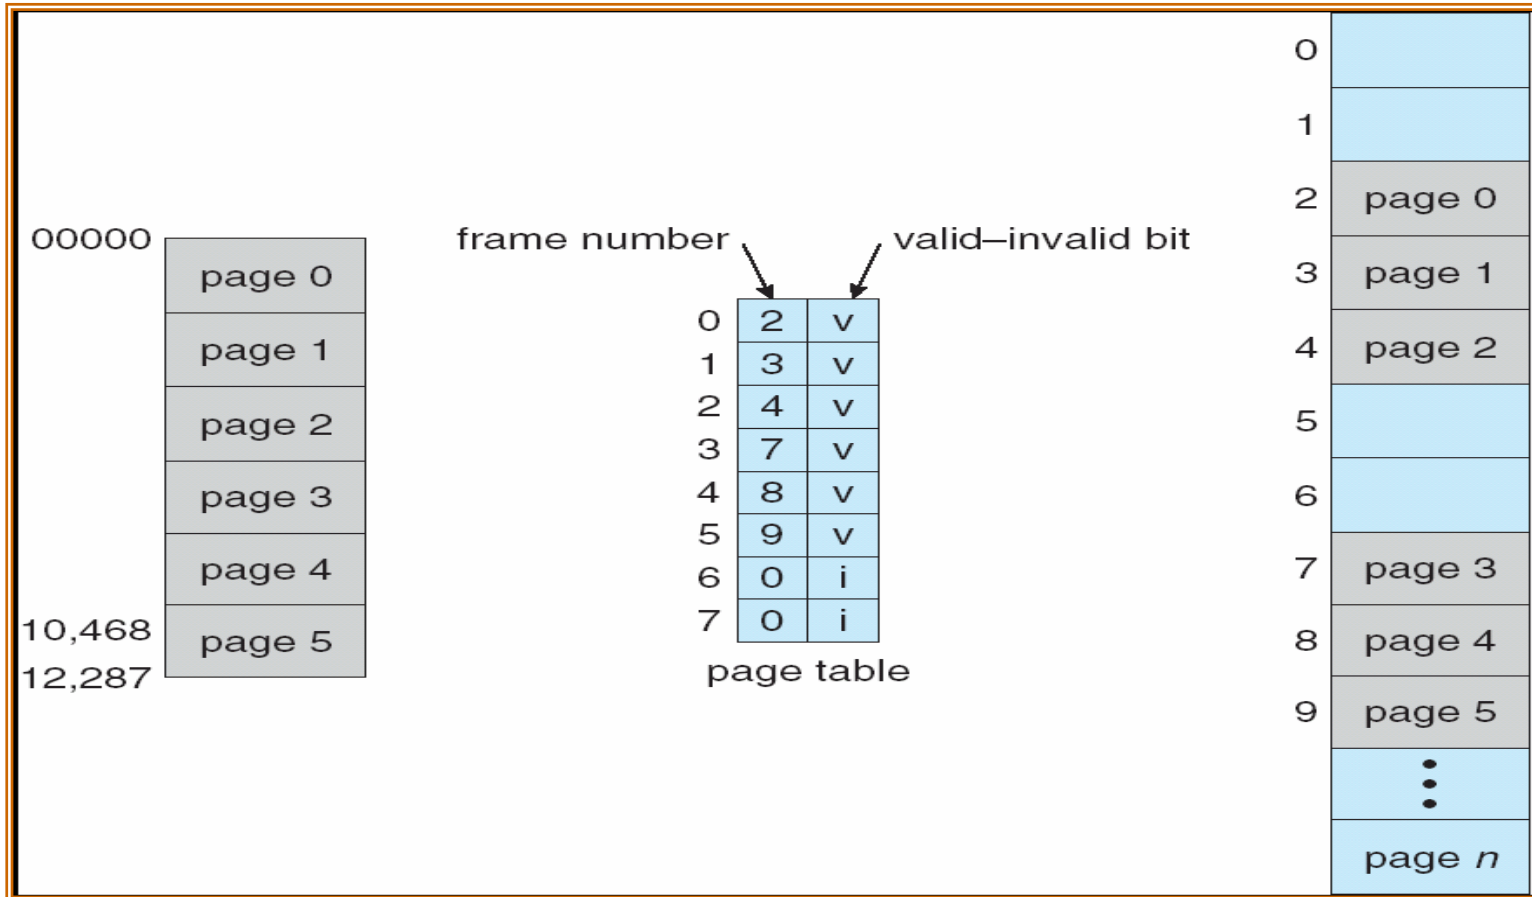 00000
page 0
page 1
page 2
page 3
page 4
10,468
page 5
12,287
frame number
valid–invalid bit
0 2 v
1 3 v
2 4 v
3 7 v
4 8 v
5 9 v
6 0 i
7 0 i
page table
0
1
2 page 0
3 page 1
4 page 2
5
6
7 page 3
8 page 4
9 page 5
page n